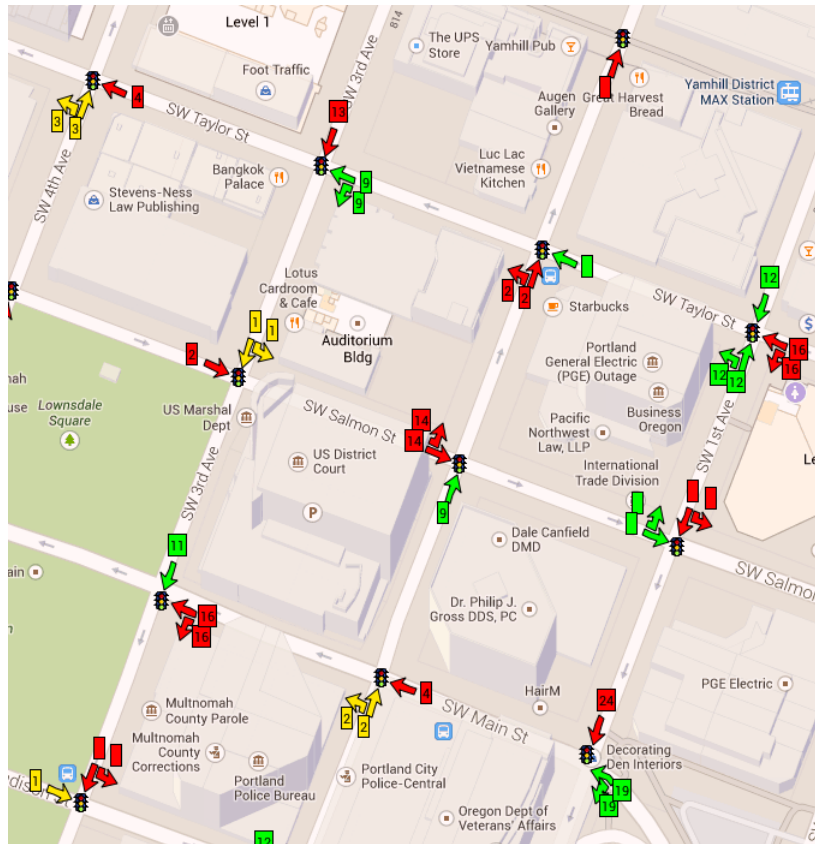 Level 1
814
The UPS
Store
Yamhill Pub
SW 3rd Ave
Foot Traffic
Great Harvest
Bread
Yamhill District
MAX Station
4
Augen
Gallery
3
3
SW Taylor St
13
Bangkok
Palace
Luc Lac
Vietnamese
Kitchen
SW 4th Ave
Stevens-Ness
Law Publishing
9
9
Lotus
Cardroom
& Cafe
2
2
Starbucks
SW Taylor St
12
1
1
Auditorium
Bldg
Portland
General Electric
(PGE) Outage
16
16
12
12
2
Business
Oregon
Lownsdale
Square
US Marshal
Dept
SW Salmon St
14
14
Pacific
Northwest
Law, LLP
SW 1st Ave
US District
Court
International
Trade Division
P
SW 3rd Ave
9
Dale Canfield
DMD
11
SW Salmon
Dr. Philip J.
Gross DDS, PC
16
16
4
HairM
24
PGE Electric
Multnomah
County Parole
2
2
SW Main St
Multnomah
County
Corrections
Portland
Police Bureau
Portland City
Police-Central
Decorating
Den Interiors
1
19
19
Oregon Dept of
Veterans' Affairs
12